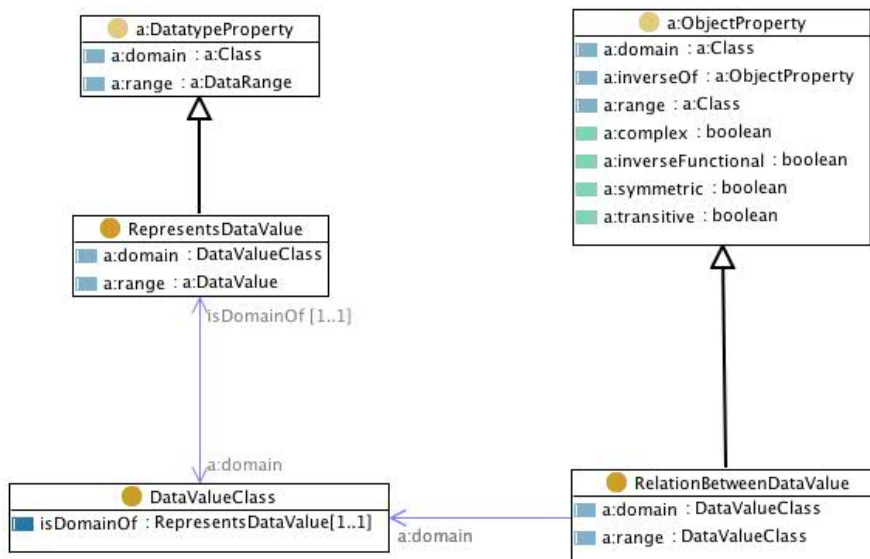 a:DatatypeProperty
a:domain : a:Class
a:range : a:DataRange
a:ObjectProperty
a:domain : a:Class
a:inverseOf : a:ObjectProperty
a:range : a:Class
a:complex : boolean
a:inverseFunctional : boolean
a:symmetric : boolean
a:transitive : boolean
RepresentsDataValue
a:domain : DataValueClass
a:range : a:DataValue
isDomainOf [1..1]
a:domain
DataValueClass
isDomainOf : RepresentsDataValue[1..1]
a:domain
RelationBetweenDataValue
a:domain : DataValueClass
a:range : DataValueClass